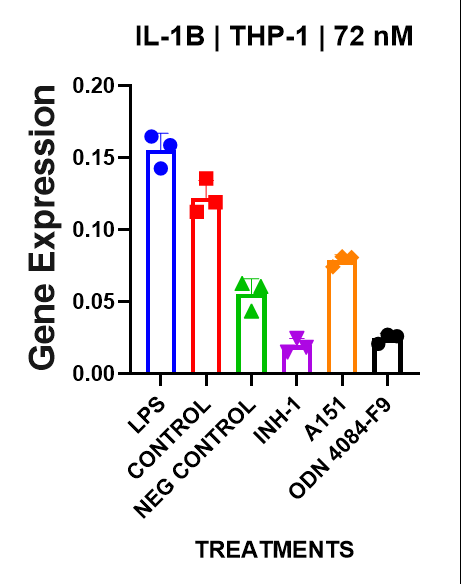 IL-1B | THP-1 | 72 nM
Gene Expression
0.20
0.15
0.10
0.05
0.00
LPS
CONTROL
NEG CONTROL
INH-1
A151
ODN 4084-F9
TREATMENTS